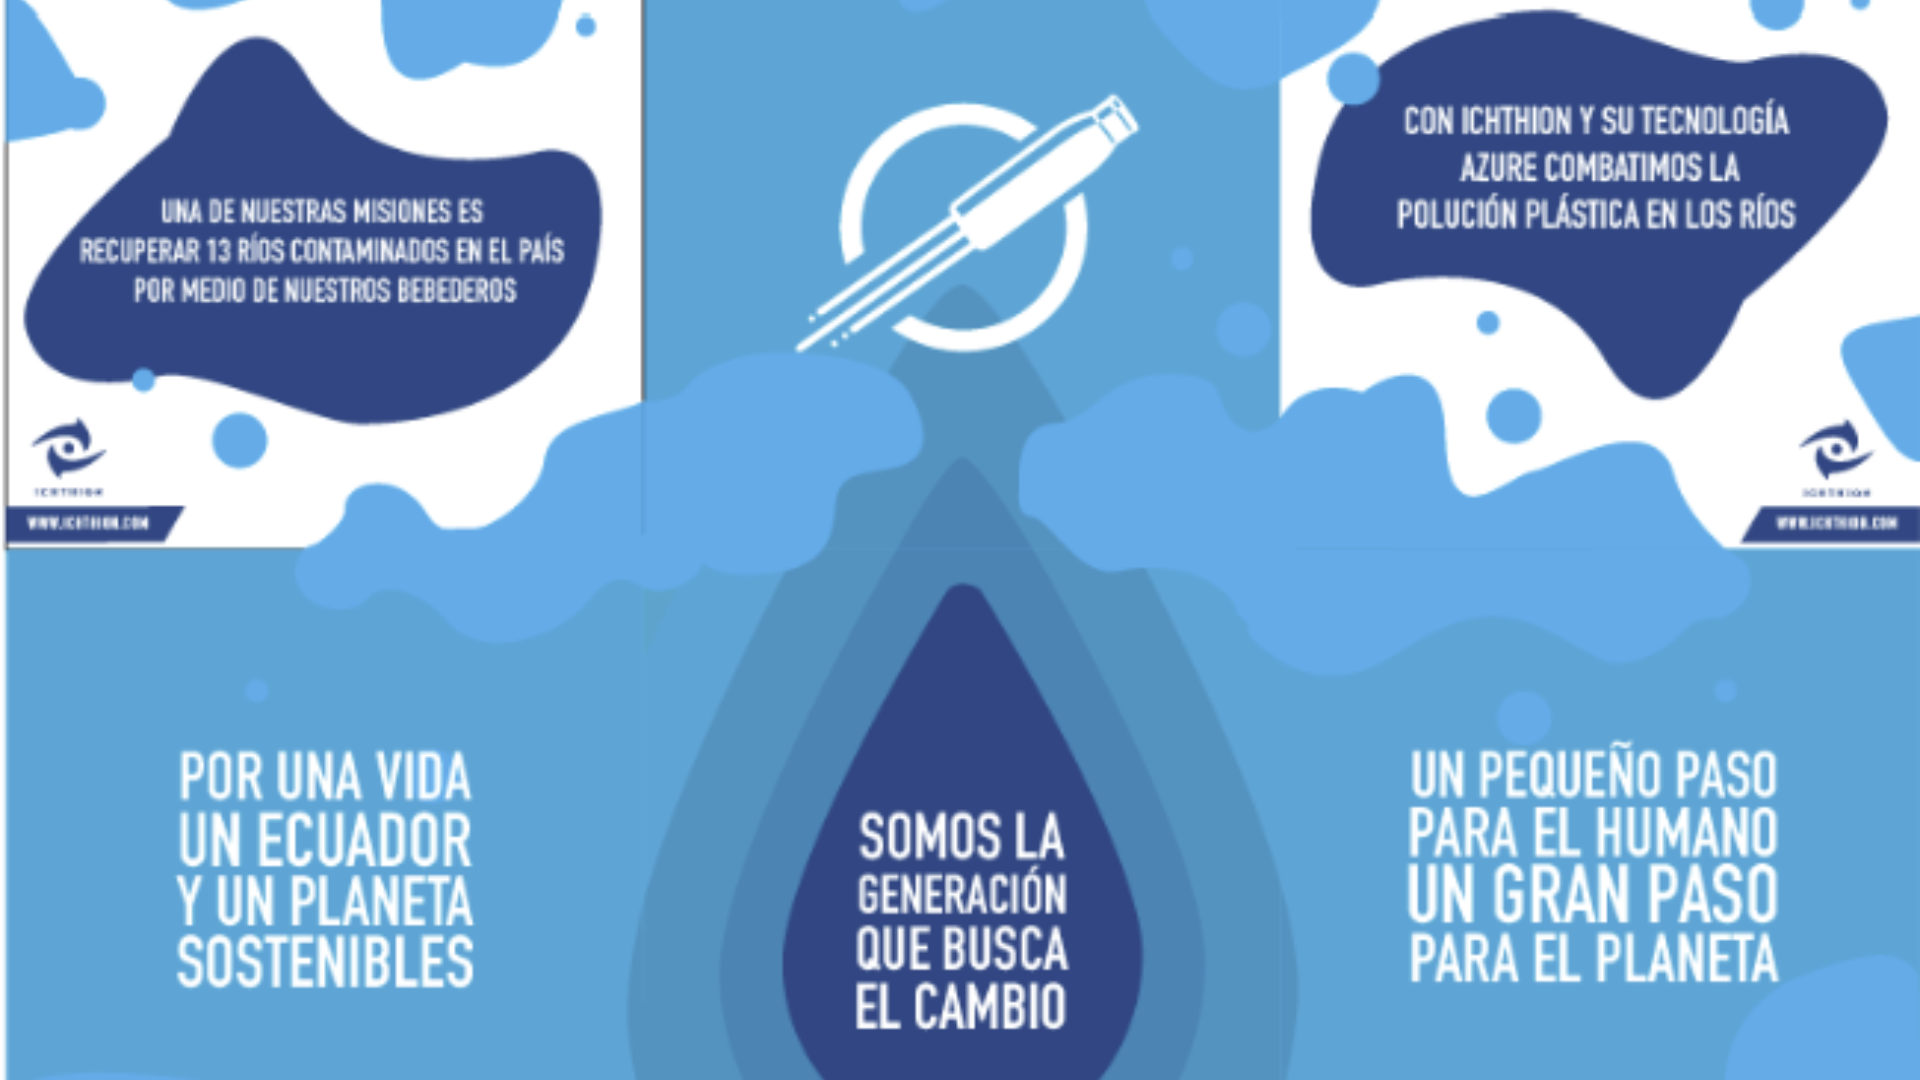 UNA DE NUESTRAS MISIONES ES
RECUPERAR 13 RÍOS CONTAMINADOS EN EL PAÍS
POR MEDIO DE NUESTROS BEBEDEROS
ICHTHION
WWW.ICHTHION.COM
CON ICHTHION Y SU TECNOLOGÍA
AZURE COMBATIMOS LA
POLUCIÓN PLÁSTICA EN LOS RÍOS
ICHTHION
WWW.ICHTHION.COM
POR UNA VIDA
UN ECUADOR
Y UN PLANETA
SOSTENIBLES
SOMOS LA
GENERACIÓN
QUE BUSCA
EL CAMBIO
UN PEQUEÑO PASO
PARA EL HUMANO
UN GRAN PASO
PARA EL PLANETA